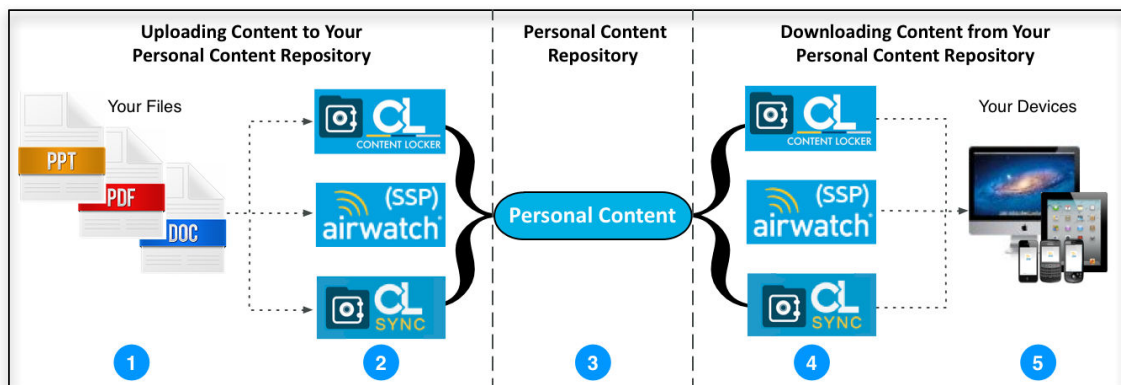 Uploading Content to Your
Personal Content Repository
Personal Content
Repository
Downloading Content from Your
Personal Content Repository
Your Files
PPT
PDF
DOC
CL
CONTENT LOCKER
(SSP)
airwatch®
CL
SYNC
Personal Content
CL
CONTENT LOCKER
(SSP)
airwatch®
CL
SYNC
Your Devices
1
2
3
4
5